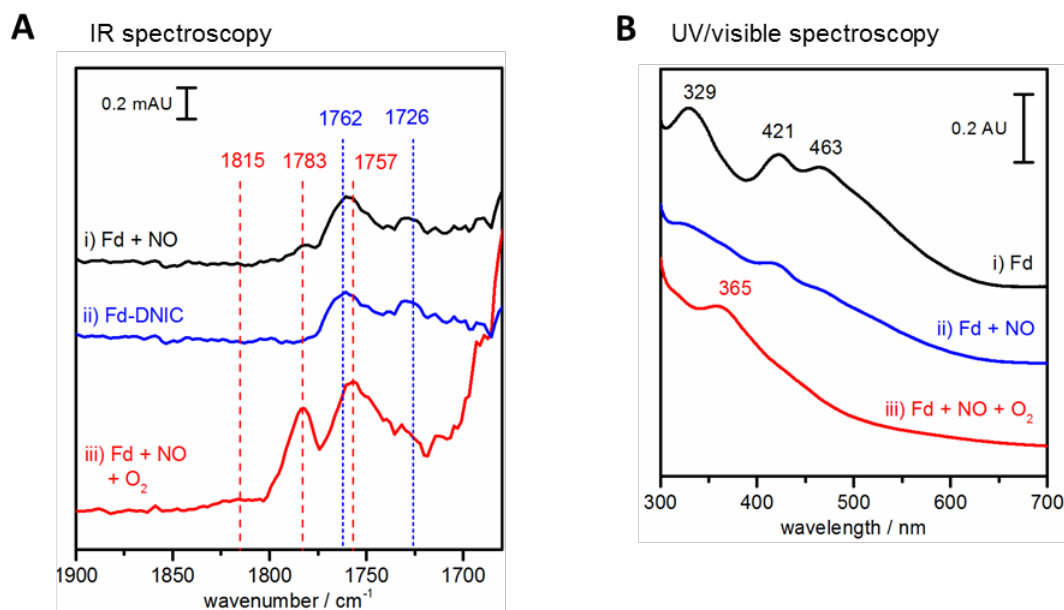 A IR spectroscopy
0.2 mAU
1762 1726
1815 1783 1757
i) Fd + NO
ii) Fd-DNIC
iii) Fd + NO
+ O₂
1900 1850 1800 1750 1700
wavenumber / cm⁻¹
B UV/visible spectroscopy
329
0.2 AU
421
463
i) Fd
ii) Fd + NO
365
iii) Fd + NO + O₂
300 400 500 600 700
wavelength / nm